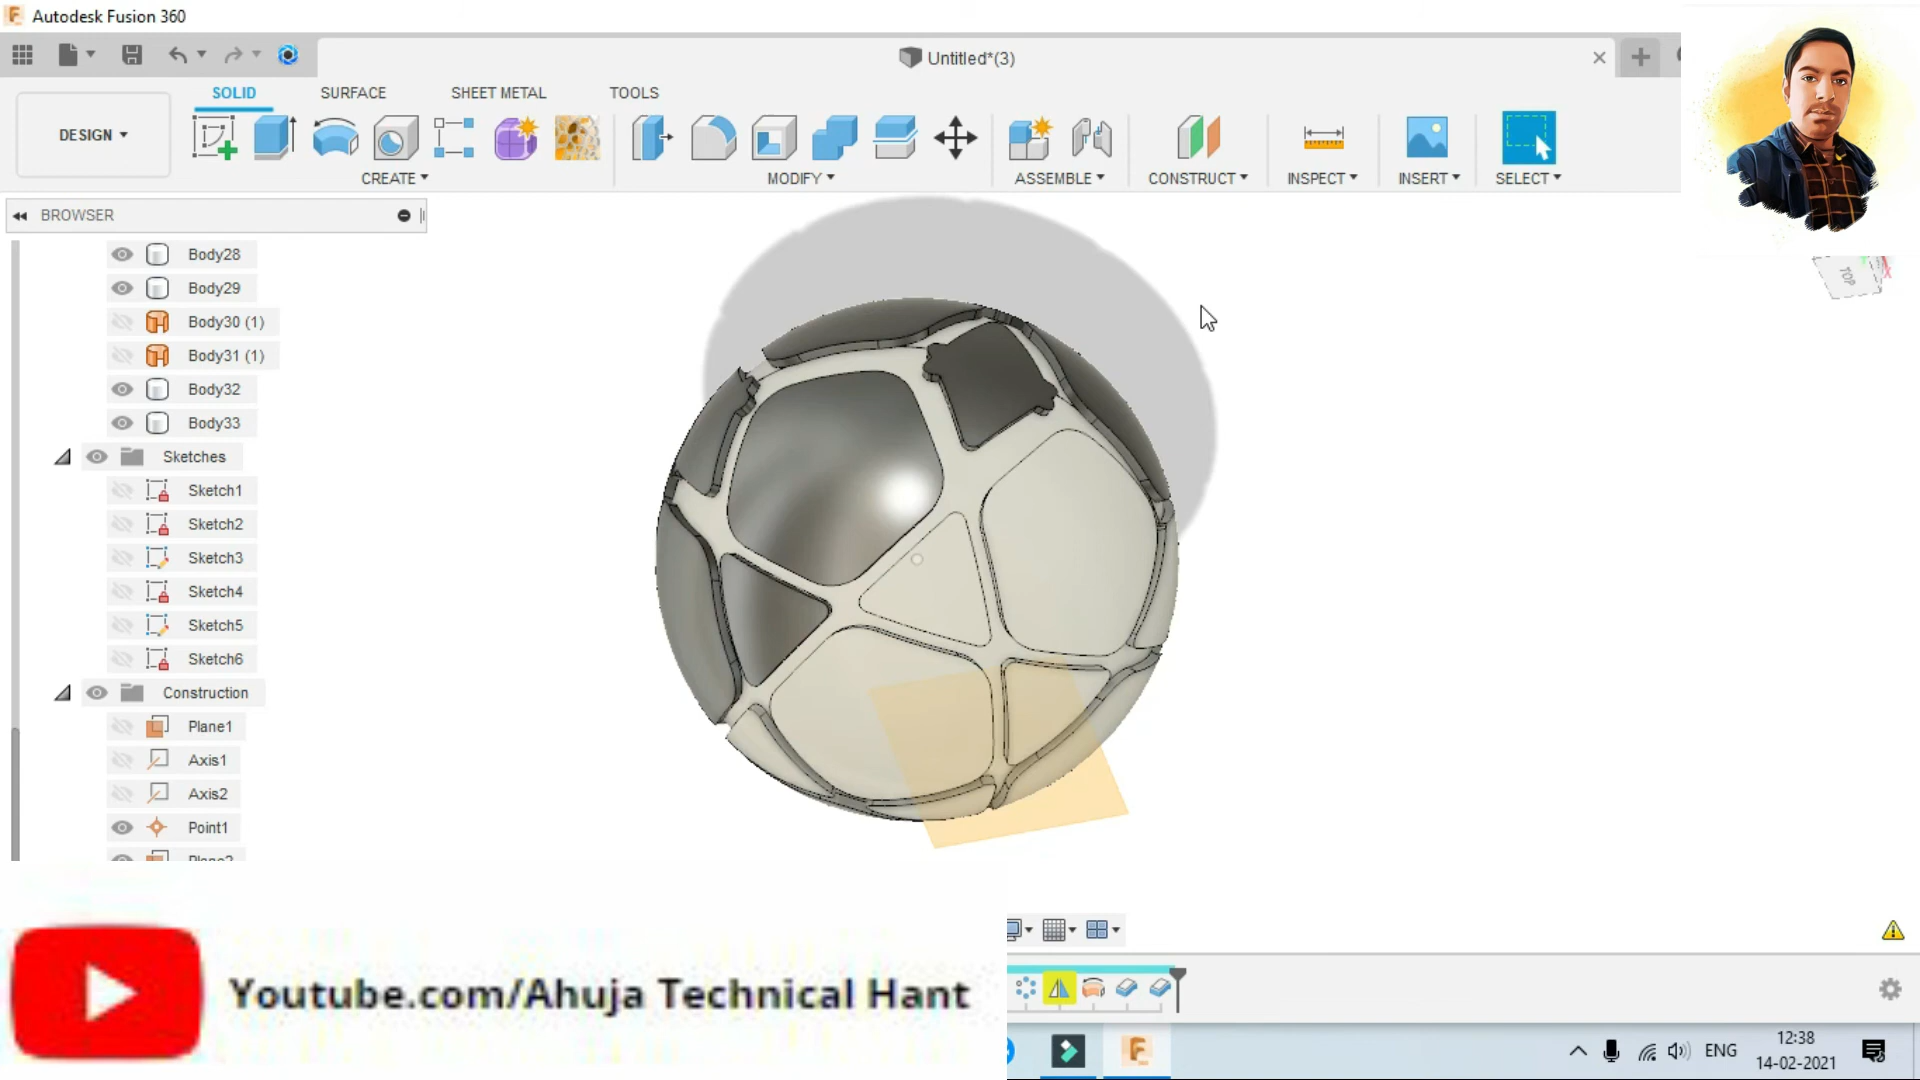 Autodesk Fusion 360
Untitled*(3)
SOLID SURFACE SHEET METAL TOOLS
DESIGN
CREATE MODIFY ASSEMBLE CONSTRUCT INSPECT INSERT SELECT
BROWSER
TOP
Body28
Body29
Body30 (1)
Body31 (1)
Body32
Body33
Sketches
Sketch1
Sketch2
Sketch3
Sketch4
Sketch5
Sketch6
Construction
Plane1
Axis1
Axis2
Point1
Youtube.com/Ahuja Technical Hant
ENG
12:38
14-02-2021